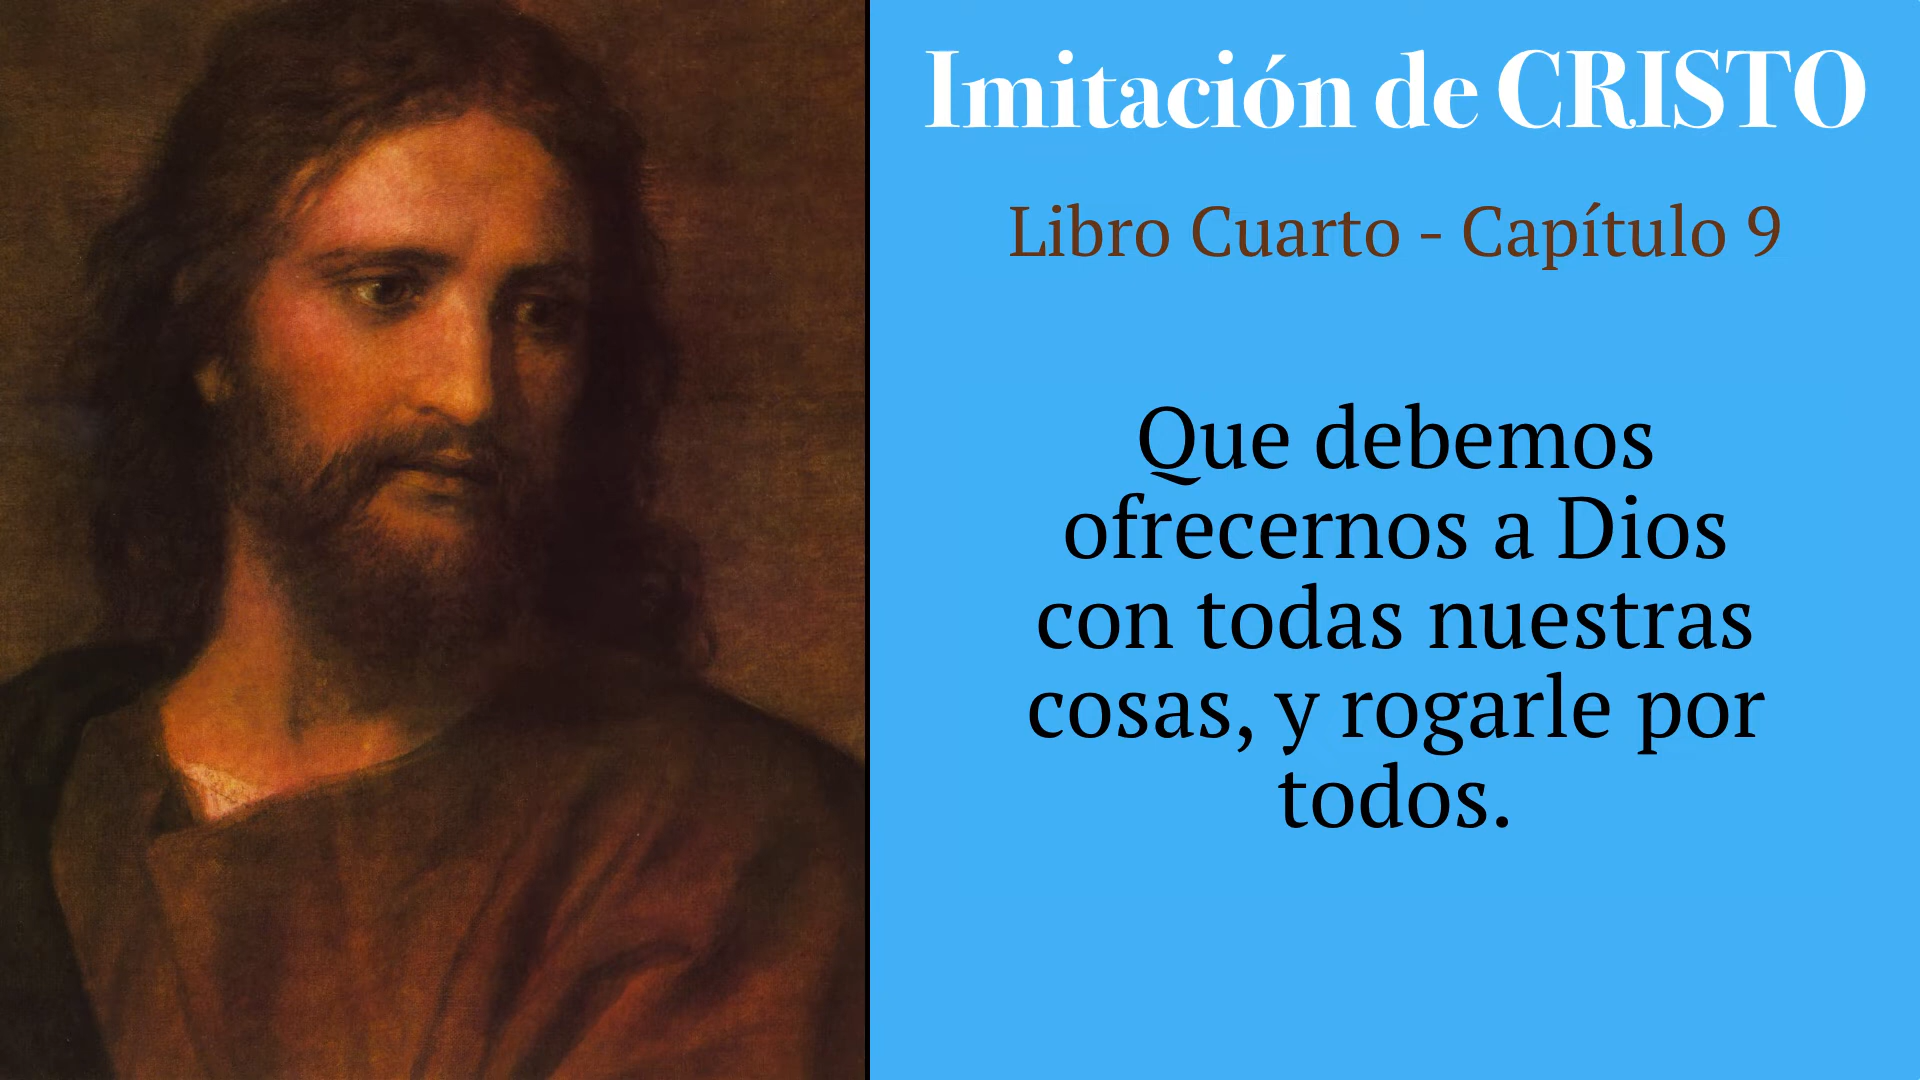 Imitación de CRISTO
Libro Cuarto - Capítulo 9
Que debemos
ofrecernos a Dios
con todas nuestras
cosas, y rogarle por
todos.